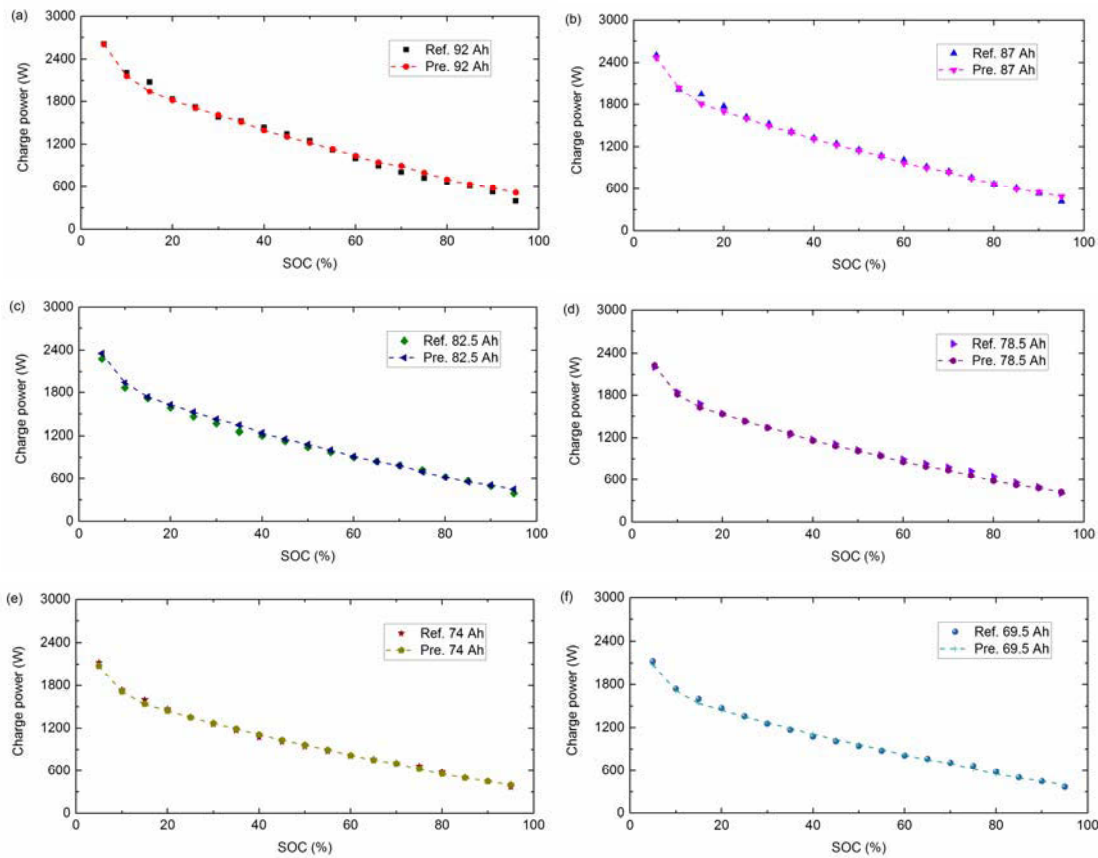 (a)
3000
2400
1800
1200
600
0
Charge power (W)
Ref. 92 Ah
Pre. 92 Ah
0 20 40 60 80 100
SOC (%)
(b)
3000
2400
1800
1200
600
0
Charge power (W)
Ref. 87 Ah
Pre. 87 Ah
0 20 40 60 80 100
SOC (%)
(c)
3000
2400
1800
1200
600
0
Charge power (W)
Ref. 82.5 Ah
Pre. 82.5 Ah
0 20 40 60 80 100
SOC (%)
(d)
3000
2400
1800
1200
600
0
Charge power (W)
Ref. 78.5 Ah
Pre. 78.5 Ah
0 20 40 60 80 100
SOC (%)
(e)
3000
2400
1800
1200
600
0
Charge power (W)
Ref. 74 Ah
Pre. 74 Ah
0 20 40 60 80 100
SOC (%)
(f)
3000
2400
1800
1200
600
0
Charge power (W)
Ref. 69.5 Ah
Pre. 69.5 Ah
0 20 40 60 80 100
SOC (%)